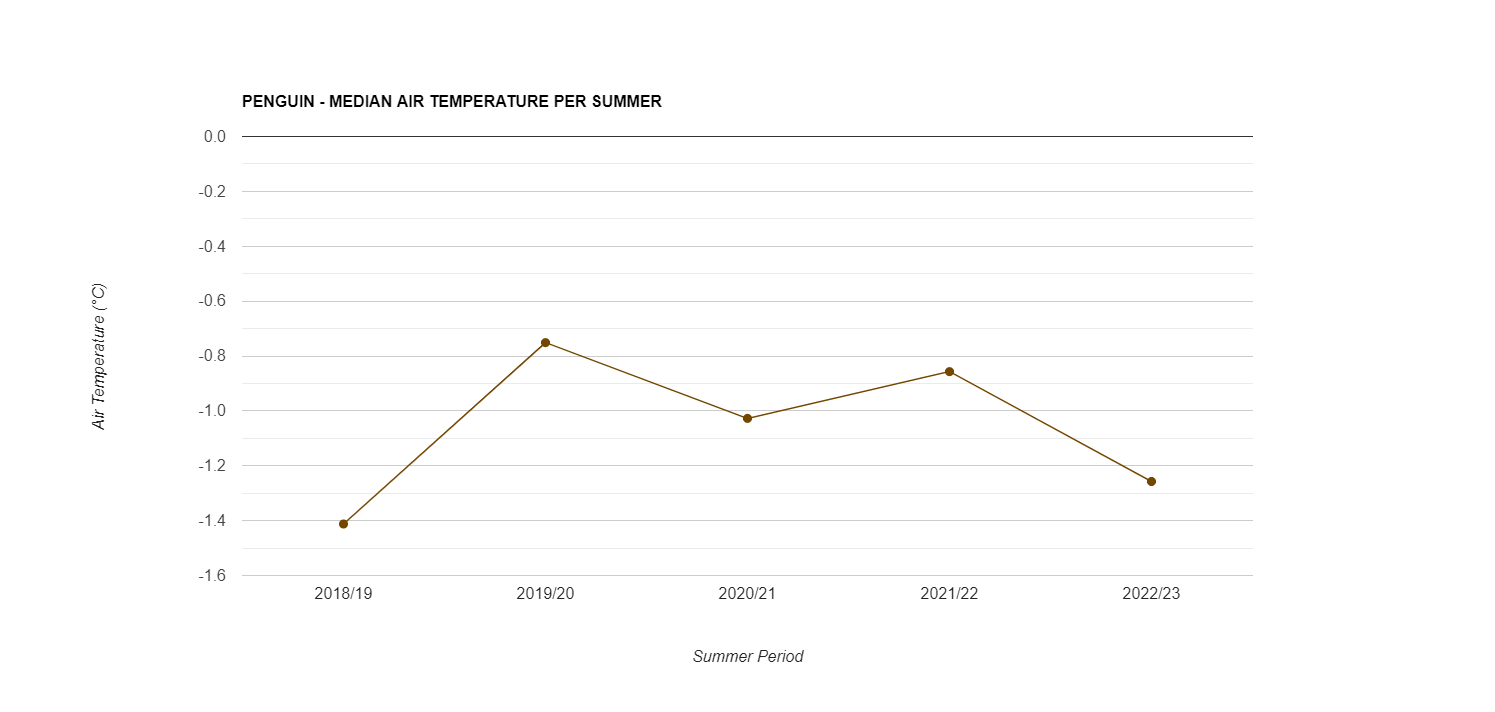 PENGUIN - MEDIAN AIR TEMPERATURE PER SUMMER
0.0
-0.2
-0.4
-0.6
-0.8
-1.0
-1.2
-1.4
-1.6
Air Temperature (°C)
2018/19 2019/20 2020/21 2021/22 2022/23
Summer Period